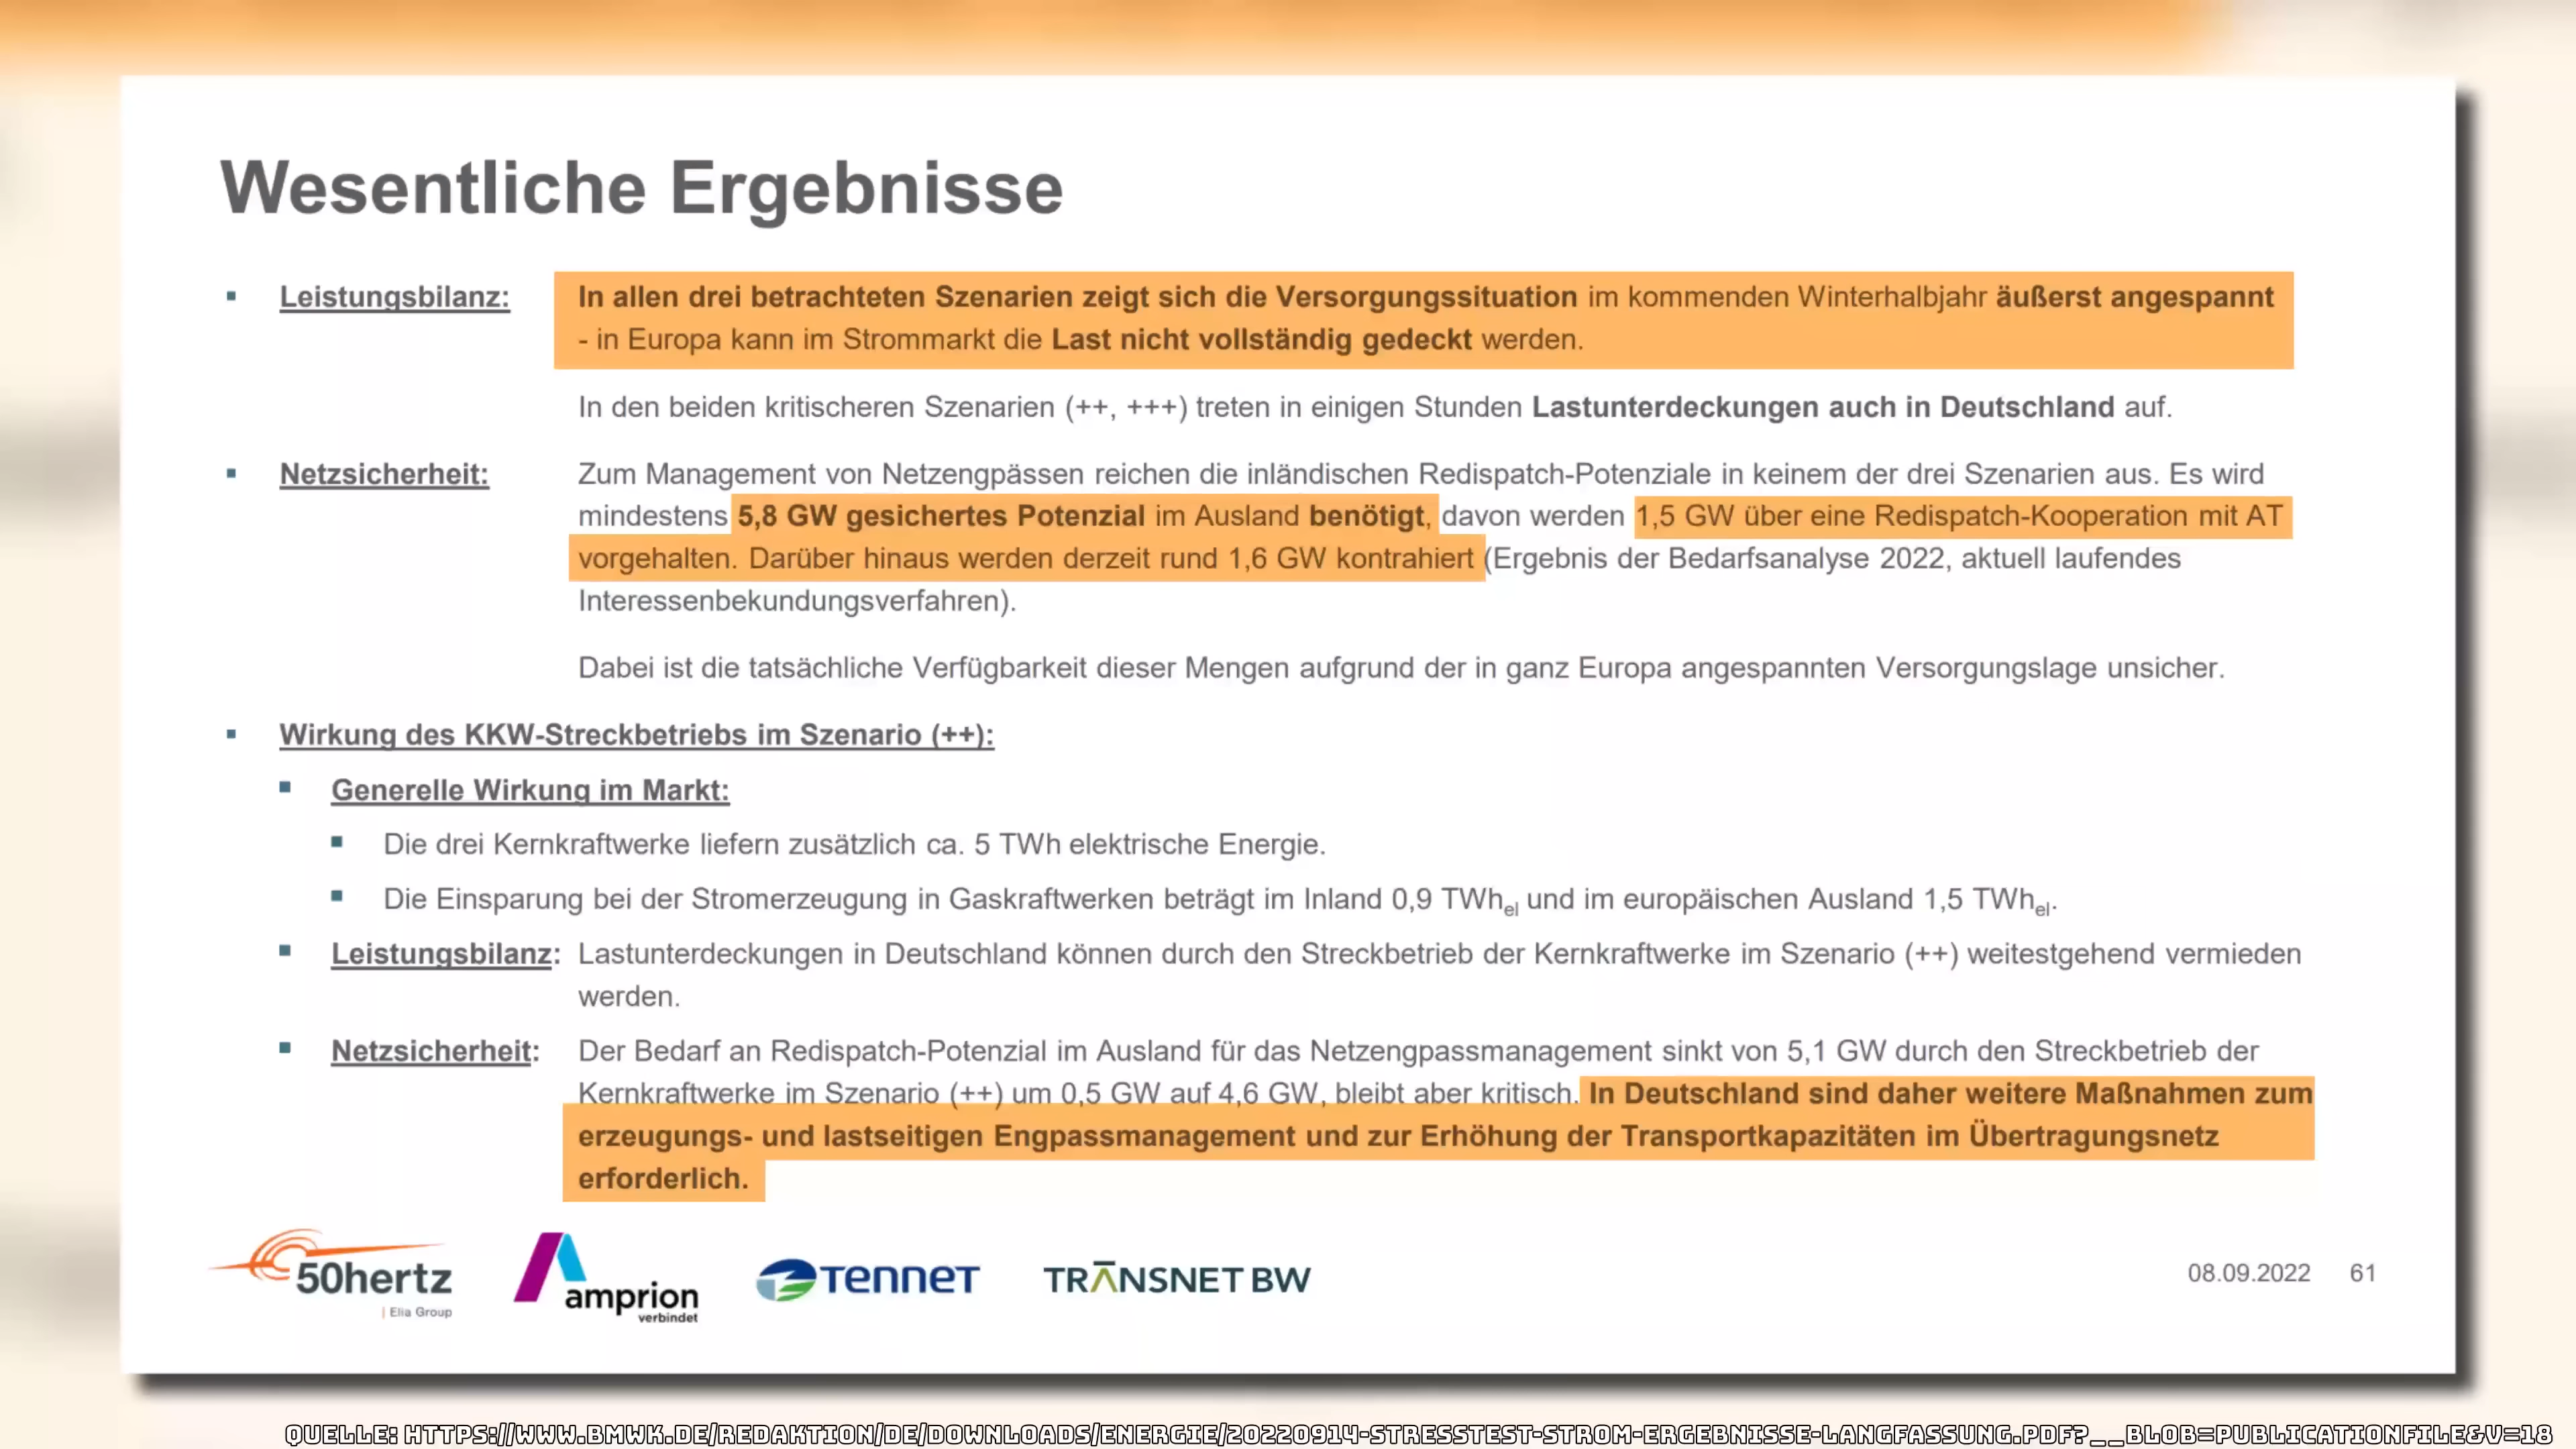 Wesentliche Ergebnisse
▪ Leistungsbilanz: In allen drei betrachteten Szenarien zeigt sich die Versorgungssituation im kommenden Winterhalbjahr äußerst angespannt
- in Europa kann im Strommarkt die Last nicht vollständig gedeckt werden.
In den beiden kritischeren Szenarien (++, +++) treten in einigen Stunden Lastunterdeckungen auch in Deutschland auf.
▪ Netzsicherheit: Zum Management von Netzengpässen reichen die inländischen Redispatch-Potenziale in keinem der drei Szenarien aus. Es wird
mindestens 5,8 GW gesichertes Potenzial im Ausland benötigt, davon werden 1,5 GW über eine Redispatch-Kooperation mit AT
vorgehalten. Darüber hinaus werden derzeit rund 1,6 GW kontrahiert (Ergebnis der Bedarfsanalyse 2022, aktuell laufendes
Interessenbekundungsverfahren).
Dabei ist die tatsächliche Verfügbarkeit dieser Mengen aufgrund der in ganz Europa angespannten Versorgungslage unsicher.
▪ Wirkung des KKW-Streckbetriebs im Szenario (++):
▪ Generelle Wirkung im Markt:
▪ Die drei Kernkraftwerke liefern zusätzlich ca. 5 TWh elektrische Energie.
▪ Die Einsparung bei der Stromerzeugung in Gaskraftwerken beträgt im Inland 0,9 TWhel und im europäischen Ausland 1,5 TWhel.
▪ Leistungsbilanz: Lastunterdeckungen in Deutschland können durch den Streckbetrieb der Kernkraftwerke im Szenario (++) weitestgehend vermieden
werden.
▪ Netzsicherheit: Der Bedarf an Redispatch-Potenzial im Ausland für das Netzengpassmanagement sinkt von 5,1 GW durch den Streckbetrieb der
Kernkraftwerke im Szenario (++) um 0,5 GW auf 4,6 GW, bleibt aber kritisch. In Deutschland sind daher weitere Maßnahmen zum
erzeugungs- und lastseitigen Engpassmanagement und zur Erhöhung der Transportkapazitäten im Übertragungsnetz
erforderlich.
50hertz
| Elia Group
amprion
verbindet
TENNET
TRANSNET BW
08.09.2022 61
QUELLE: HTTPS://WWW.BMWK.DE/REDAKTION/DE/DOWNLOADS/ENERGIE/20220914-STRESSTEST-STROM-ERGEBNISSE-LANGFASSUNG.PDF?__BLOB=PUBLICATIONFILE&V=18